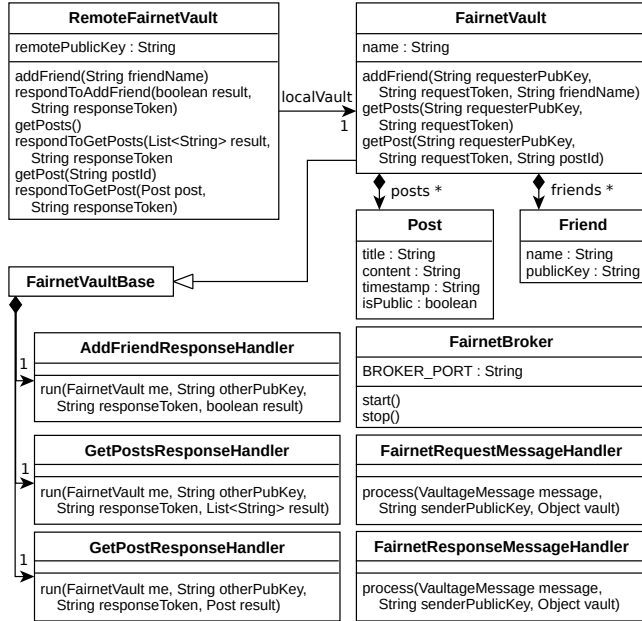 RemoteFairnetVault
remotePublicKey : String
addFriend(String friendName)
respondToAddFriend(boolean result,
String responseToken)
getPosts()
respondToGetPosts(List<String> result,
String responseToken
getPost(String postId)
respondToGetPost(Post post,
String responseToken)
localVault
1
FairnetVault
name : String
addFriend(String requesterPubKey,
String requestToken, String friendName)
getPosts(String requesterPubKey,
String requestToken)
getPost(String requesterPubKey,
String requestToken, String postId)
posts *
friends *
Post
title : String
content : String
timestamp : String
isPublic : boolean
Friend
name : String
publicKey : String
FairnetVaultBase
1
AddFriendResponseHandler
run(FairnetVault me, String otherPubKey,
String responseToken, boolean result)
FairnetBroker
BROKER_PORT : String
start()
stop()
1
GetPostsResponseHandler
run(FairnetVault me, String otherPubKey,
String responseToken, List<String> result)
FairnetRequestMessageHandler
process(VaultageMessage message,
String senderPublicKey, Object vault)
1
GetPostResponseHandler
run(FairnetVault me, String otherPubKey,
String responseToken, Post result)
FairnetResponseMessageHandler
process(VaultageMessage message,
String senderPublicKey, Object vault)